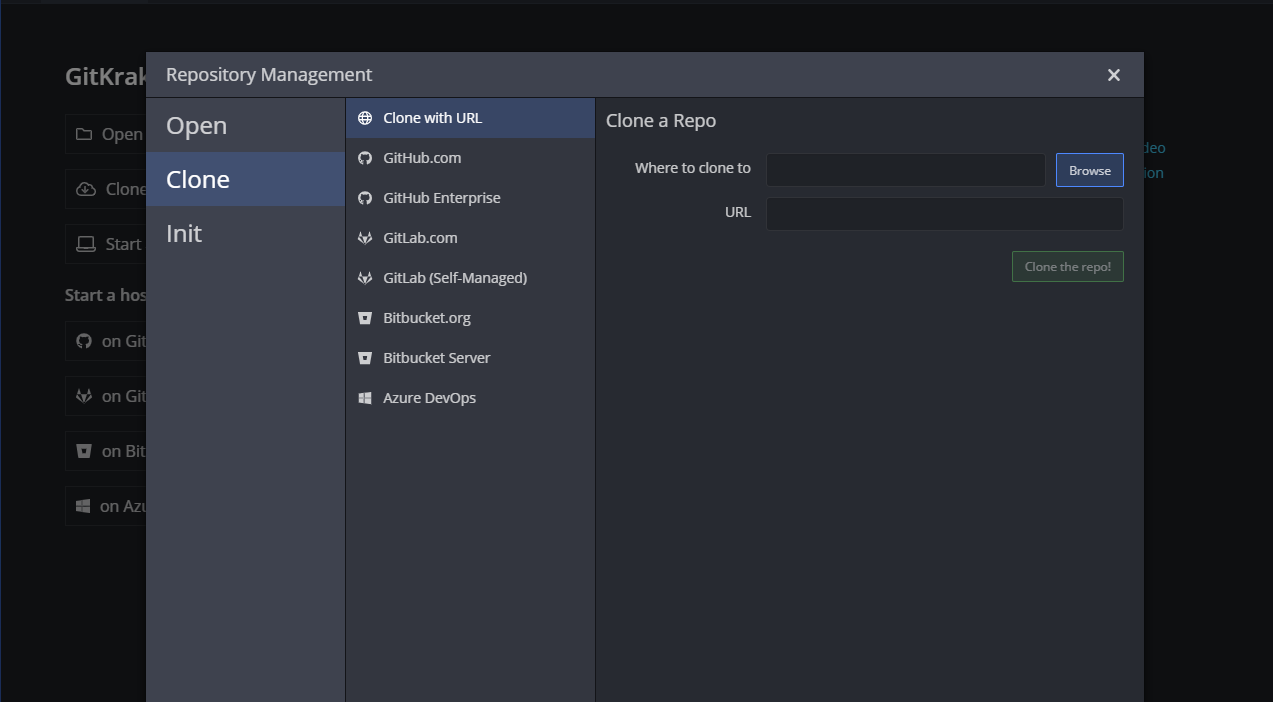 GitKrak
Open
Clone
Start
Start a hos
on Git
on Git
on Bit
on Azu
Repository Management
Open
Clone
Init
Clone with URL
GitHub.com
GitHub Enterprise
GitLab.com
GitLab (Self-Managed)
Bitbucket.org
Bitbucket Server
Azure DevOps
Clone a Repo
Where to clone to
Browse
URL
Clone the repo!
deo
ion